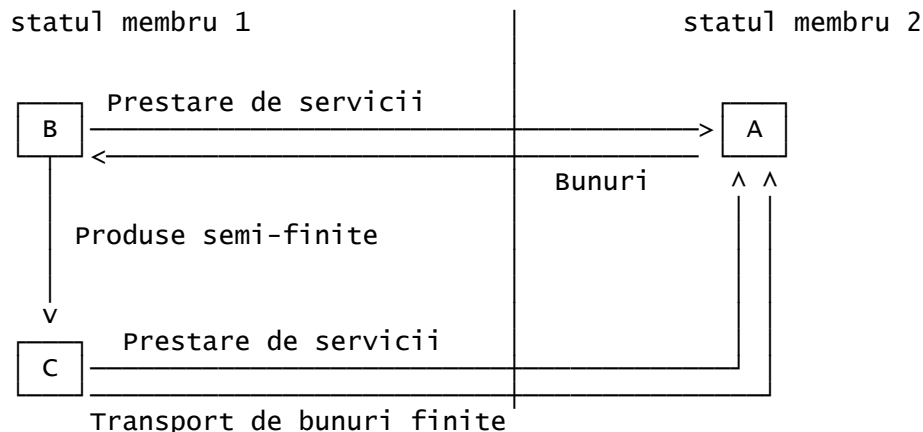 statul membru 1 statul membru 2
Prestare de servicii
B A
Bunuri
Produse semi-finite
Prestare de servicii
C
Transport de bunuri finite